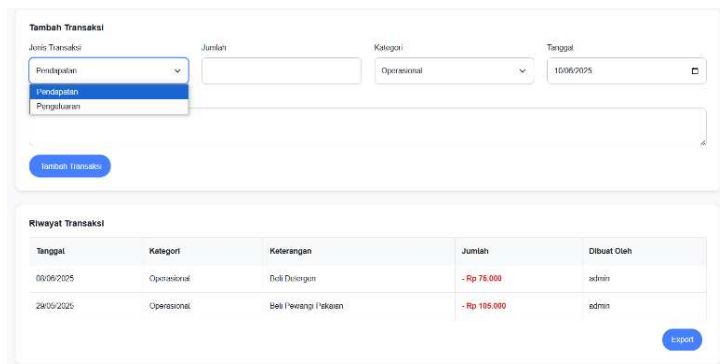 Tambah Transaksi
Jenis Transaksi Jumlah Kategori Tanggal
Pendapatan Operasional 10/06/2025
Pendapatan
Pengeluaran
Tambah Transaksi
Riwayat Transaksi
Tanggal Kategori Keterangan Jumlah Dibuat Oleh
08/06/2025 Operasional Beli Detergen - Rp 75.000 admin
29/05/2025 Operasional Beli Pewangi Pakaian - Rp 105.000 admin
Export